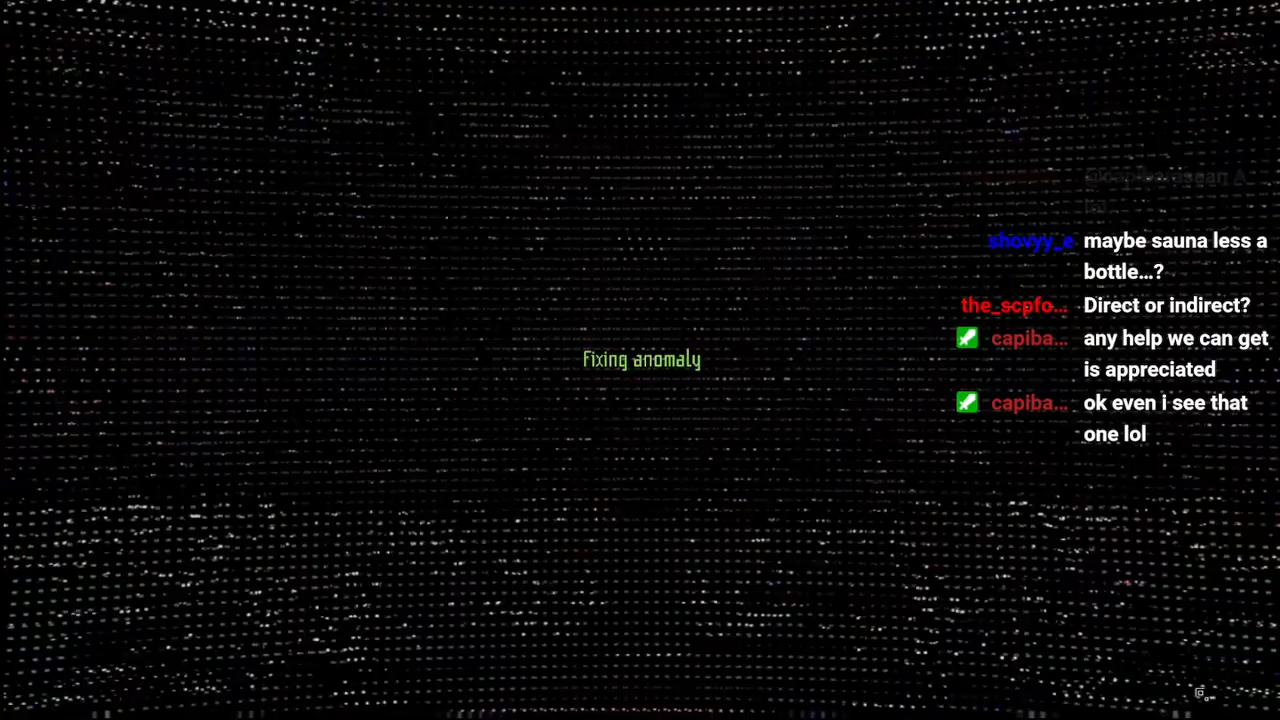 shovyy_e maybe sauna less a
bottle...?
the_scpfo... Direct or indirect?
capiba... any help we can get
is appreciated
Fixing anomaly
capiba... ok even i see that
one lol